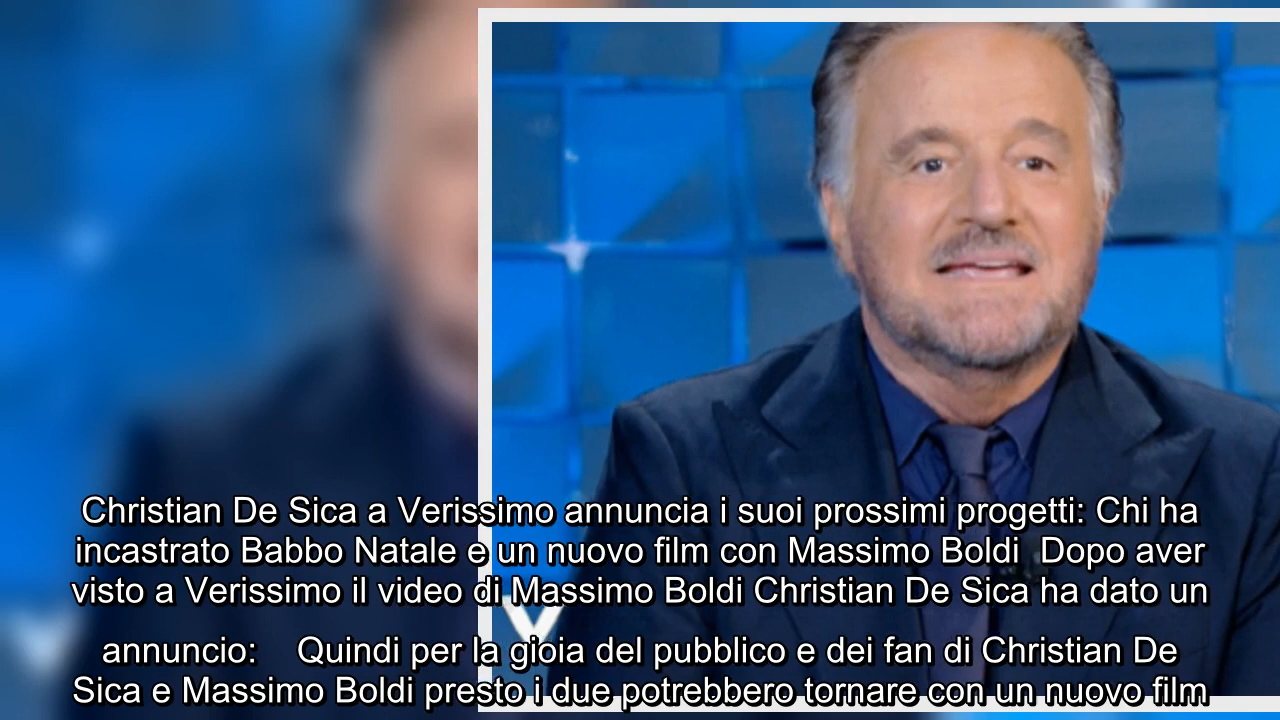 Christian De Sica a Verissimo annuncia i suoi prossimi progetti: Chi ha
incastrato Babbo Natale e un nuovo film con Massimo Boldi  Dopo aver
visto a Verissimo il video di Massimo Boldi Christian De Sica ha dato un
annuncio:    Quindi per la gioia del pubblico e dei fan di Christian De
Sica e Massimo Boldi presto i due potrebbero tornare con un nuovo film